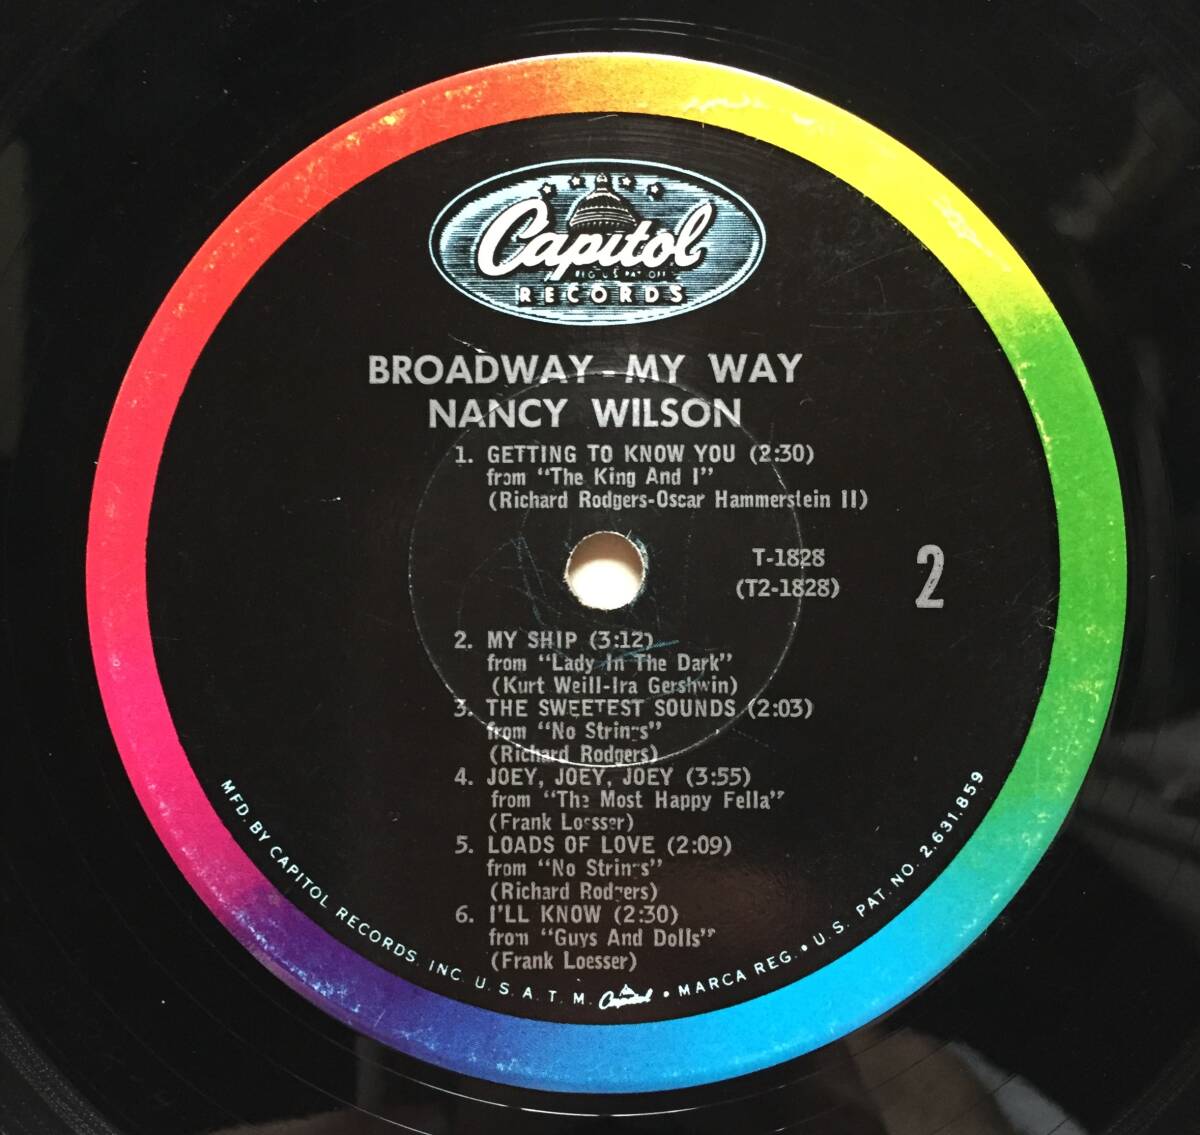 Capitol
REG. U.S. PAT. OFF.
RECORDS
BROADWAY - MY WAY
NANCY WILSON
1. GETTING TO KNOW YOU (2:30)
from "The King And I"
(Richard Rodgers-Oscar Hammerstein II)
T-1828
(T2-1828)
2
2. MY SHIP (3:12)
from "Lady In The Dark"
(Kurt Weill-Ira Gershwin)
3. THE SWEETEST SOUNDS (2:03)
from "No Strings"
(Richard Rodgers)
4. JOEY, JOEY, JOEY (3:55)
from "The Most Happy Fella"
(Frank Loesser)
5. LOADS OF LOVE (2:09)
from "No Strings"
(Richard Rodgers)
6. I'LL KNOW (2:30)
from "Guys And Dolls"
(Frank Loesser)
MFD. BY CAPITOL RECORDS, INC. U.S.A. T.M. Capitol • MARCA REG. • U.S. PAT. NO. 2,631,859